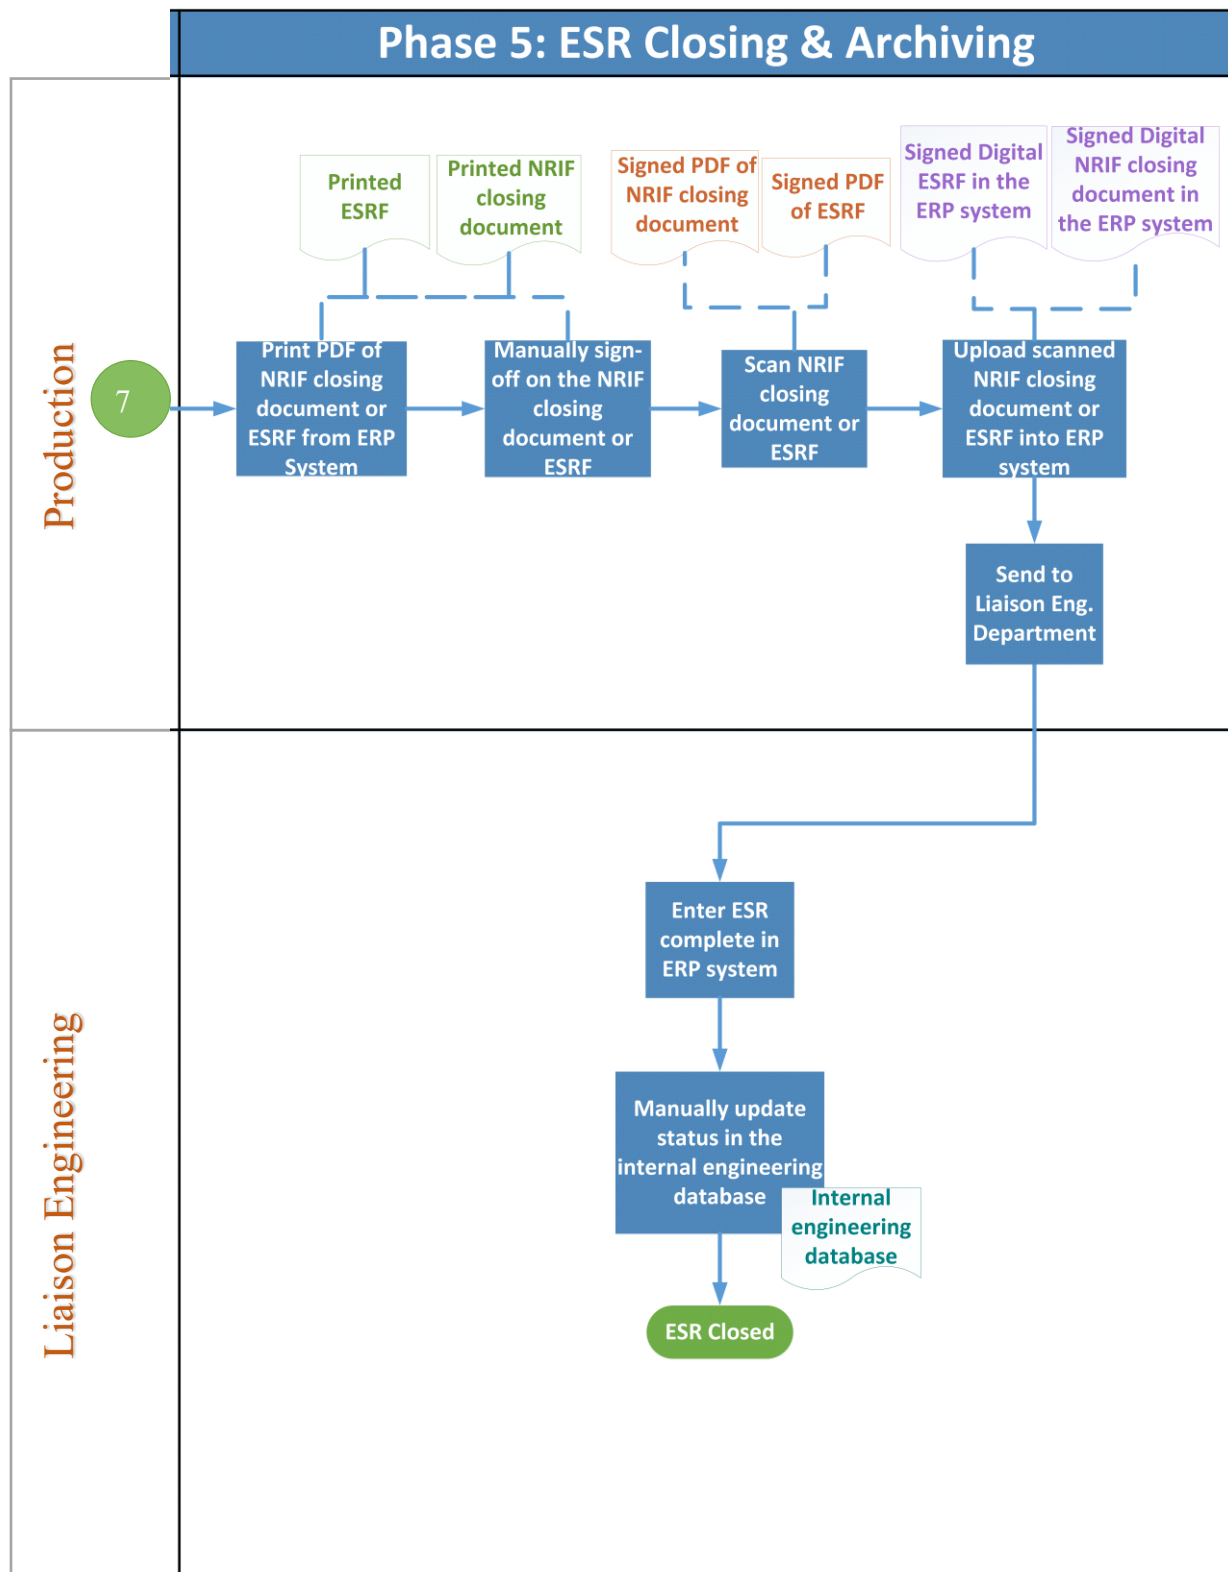 Phase 5: ESR Closing & Archiving
Production
7
Printed
ESRF
Printed NRIF
closing
document
Signed PDF of
NRIF closing
document
Signed PDF
of ESRF
Signed Digital
ESRF in the
ERP system
Signed Digital
NRIF closing
document in
the ERP system
Print PDF of
NRIF closing
document or
ESRF from ERP
System
Manually sign-
off on the NRIF
closing
document or
ESRF
Scan NRIF
closing
document or
ESRF
Upload scanned
NRIF closing
document or
ESRF into ERP
system
Send to
Liaison Eng.
Department
Liaison Engineering
Enter ESR
complete in
ERP system
Manually update
status in the
internal engineering
database
Internal
engineering
database
ESR Closed